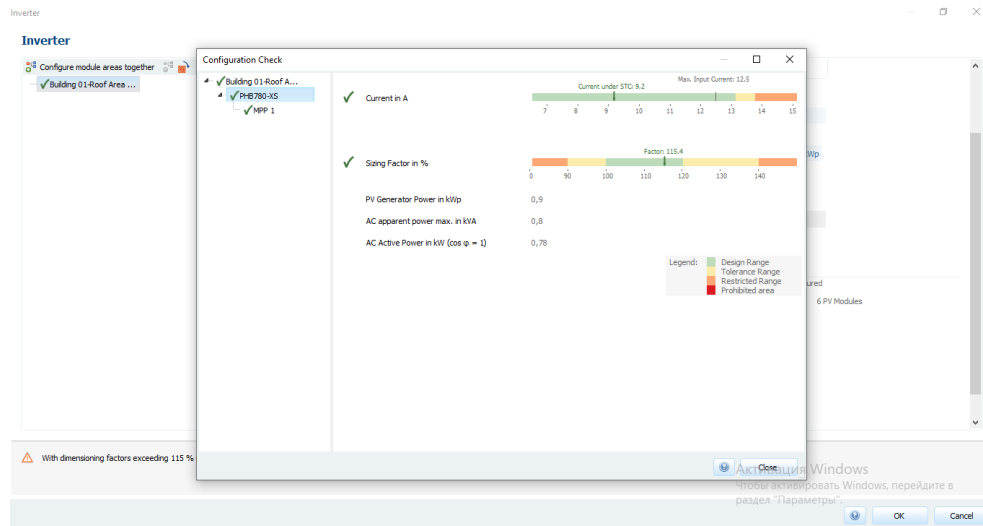 Inverter
Inverter
Configure module areas together
Building 01-Roof Area ...
Configuration Check
Building 01-Roof A...
PHB780-XS
MPP 1
Max. Input Current: 12,5
Current under STC: 9,2
Current in A
7 8 9 10 11 12 13 14 15
Factor: 115,4
Sizing Factor in %
0 90 100 110 120 130 140
PV Generator Power in kWp 0,9
AC apparent power max. in kVA 0,8
AC Active Power in kW (cos φ = 1) 0,78
Legend: Design Range
Tolerance Range
Restricted Range
Prohibited area
Wp
ured
6 PV Modules
With dimensioning factors exceeding 115 %
Close
Активация Windows
Чтобы активировать Windows, перейдите в
раздел "Параметры".
OK Cancel